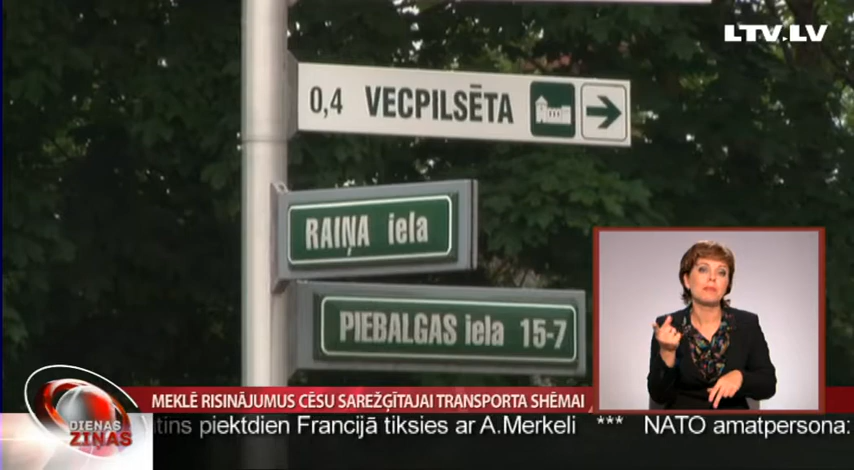 LTV.LV
0,4 VECPILSĒTA
RAIŅA iela
PIEBALGAS iela 15-7
MEKLĒ RISINĀJUMUS CĒSU SAREŽĢĪTAJAI TRANSPORTA SHĒMAI
DIENAS
ZIŅAS
piektdien Francijā tiksies ar A.Merkeli *** NATO amatpersona: